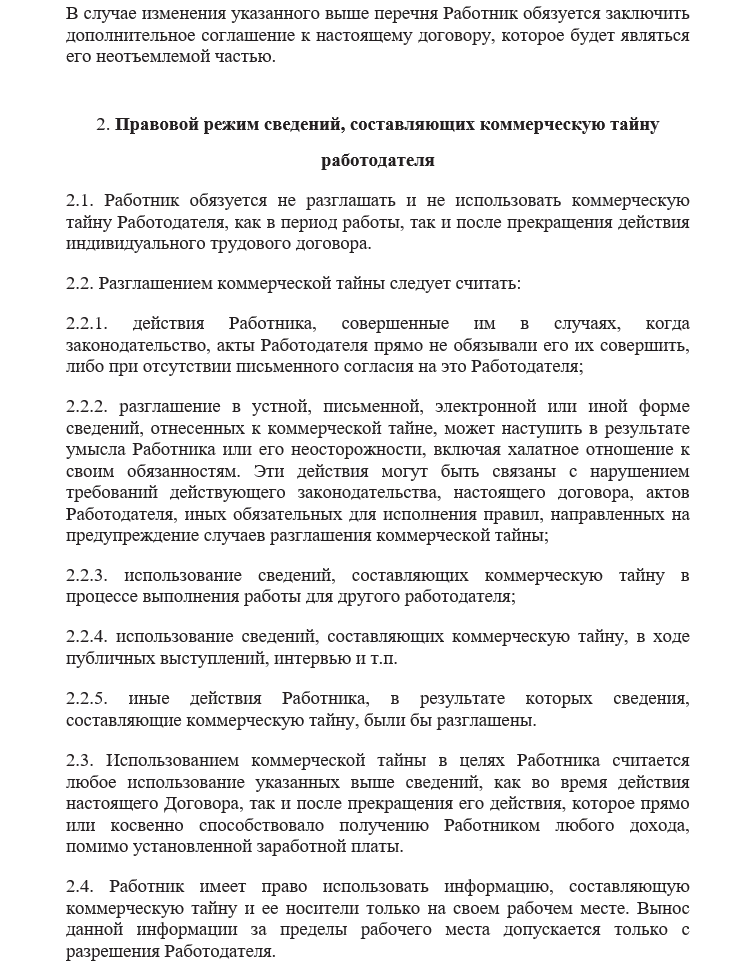 В случае изменения указанного выше перечня Работник обязуется заключить
дополнительное соглашение к настоящему договору, которое будет являться
его неотъемлемой частью.
2. Правовой режим сведений, составляющих коммерческую тайну
работодателя
2.1. Работник обязуется не разглашать и не использовать коммерческую
тайну Работодателя, как в период работы, так и после прекращения действия
индивидуального трудового договора.
2.2. Разглашением коммерческой тайны следует считать:
2.2.1. действия Работника, совершенные им в случаях, когда
законодательство, акты Работодателя прямо не обязывали его их совершить,
либо при отсутствии письменного согласия на это Работодателя;
2.2.2. разглашение в устной, письменной, электронной или иной форме
сведений, отнесенных к коммерческой тайне, может наступить в результате
умысла Работника или его неосторожности, включая халатное отношение к
своим обязанностям. Эти действия могут быть связаны с нарушением
требований действующего законодательства, настоящего договора, актов
Работодателя, иных обязательных для исполнения правил, направленных на
предупреждение случаев разглашения коммерческой тайны;
2.2.3. использование сведений, составляющих коммерческую тайну в
процессе выполнения работы для другого работодателя;
2.2.4. использование сведений, составляющих коммерческую тайну, в ходе
публичных выступлений, интервью и т.п.
2.2.5. иные действия Работника, в результате которых сведения,
составляющие коммерческую тайну, были бы разглашены.
2.3. Использованием коммерческой тайны в целях Работника считается
любое использование указанных выше сведений, как во время действия
настоящего Договора, так и после прекращения его действия, которое прямо
или косвенно способствовало получению Работником любого дохода,
помимо установленной заработной платы.
2.4. Работник имеет право использовать информацию, составляющую
коммерческую тайну и ее носители только на своем рабочем месте. Вынос
данной информации за пределы рабочего места допускается только с
разрешения Работодателя.